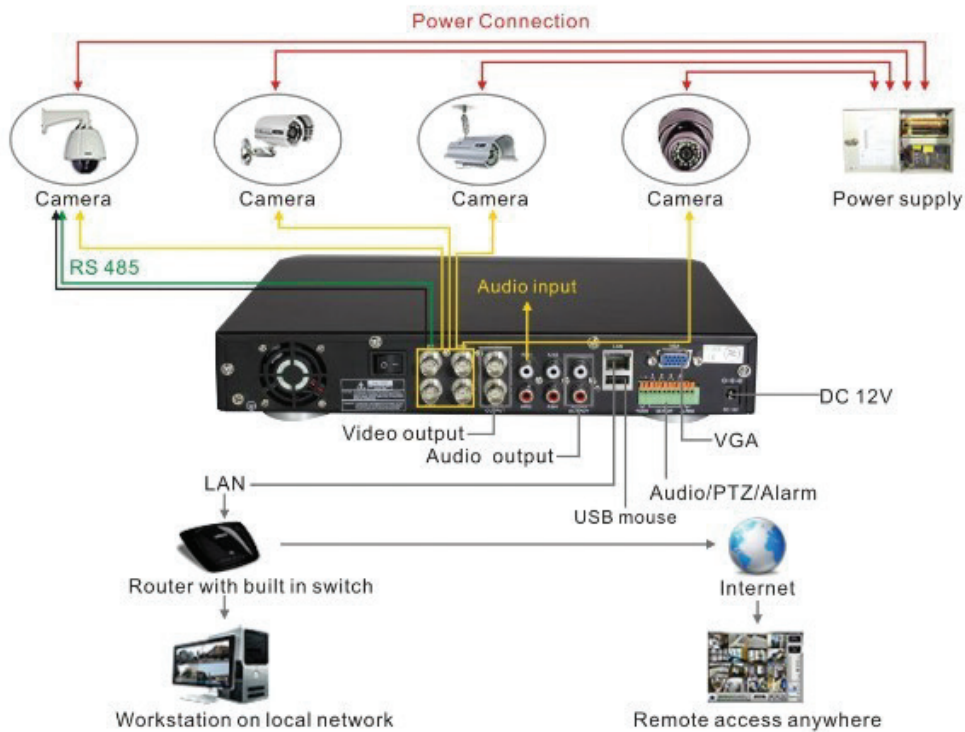 Power Connection
Camera
Camera
Camera
Camera
Power supply
RS 485
Audio input
LAN
VGA
DC 12V
Video output
Audio output
VGA
LAN
Audio/PTZ/Alarm
USB mouse
Router with built in switch
Internet
Workstation on local network
Remote access anywhere